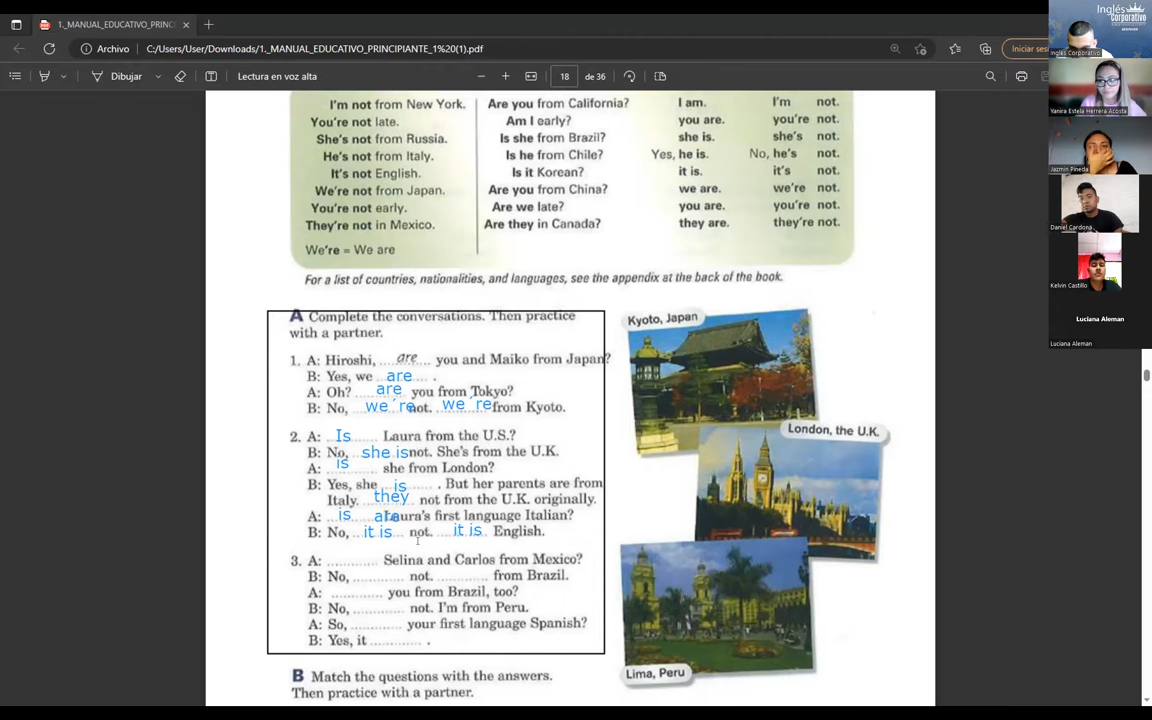 1._MANUAL_EDUCATIVO_PRINC
Archivo
C:/Users/User/Downloads/1._MANUAL_EDUCATIVO_PRINCIPIANTE_1%20(1).pdf
Iniciar ses
Dibujar
Lectura en voz alta
18
de 36
I'm not from New York. Are you from California? I am. I'm not.
You're not late. Am I early? you are. you're not.
She's not from Russia. Is she from Brazil? she is. she's not.
He's not from Italy. Is he from Chile? Yes, he is. No, he's not.
It's not English. Is it Korean? it is. it's not.
We're not from Japan. Are you from China? we are. we're not.
You're not early. Are we late? you are. you're not.
They're not in Mexico. Are they in Canada? they are. they're not.
We're = We are
For a list of countries, nationalities, and languages, see the appendix at the back of the book.
A Complete the conversations. Then practice
with a partner.
1. A: Hiroshi, are you and Maiko from Japan?
B: Yes, we are .
A: Oh? are you from Tokyo?
B: No, we´re not. we´re from Kyoto.
2. A: Is Laura from the U.S.?
B: No, she is not. She's from the U.K.
A: is she from London?
B: Yes, she is . But her parents are from
Italy. they are not from the U.K. originally.
A: is Laura's first language Italian?
B: No, it is not. it is English.
3. A: ............ Selina and Carlos from Mexico?
B: No, ............ not. ............ from Brazil.
A: ............ you from Brazil, too?
B: No, ............ not. I'm from Peru.
A: So, ............ your first language Spanish?
B: Yes, it ............ .
B Match the questions with the answers.
Then practice with a partner.
Kyoto, Japan
London, the U.K.
Lima, Peru
Inglés
Corporativo
Inglés Corporativo
Yanira Estela Herrera Acosta
Jazmin Pineda
Daniel Cardona
Kelvin Castillo
Luciana Aleman
Luciana Aleman